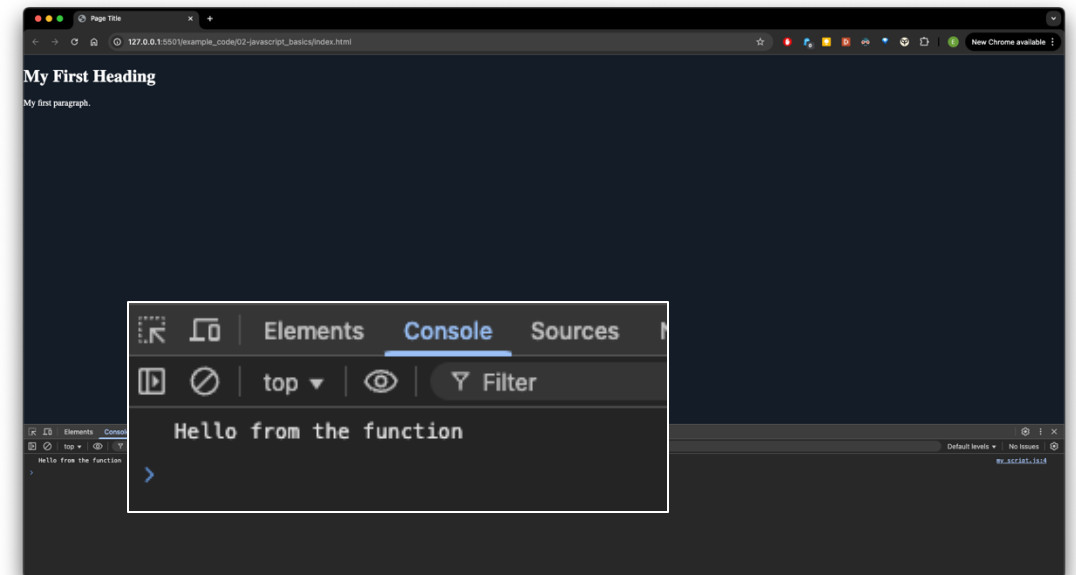 Page Title
127.0.0.1:5501/example_code/02-javascript_basics/index.html
New Chrome available
My First Heading
My first paragraph.
Elements Console Sources
top Filter
Hello from the function
Elements Consol
top Default levels No Issues
Hello from the function my_script.js:4